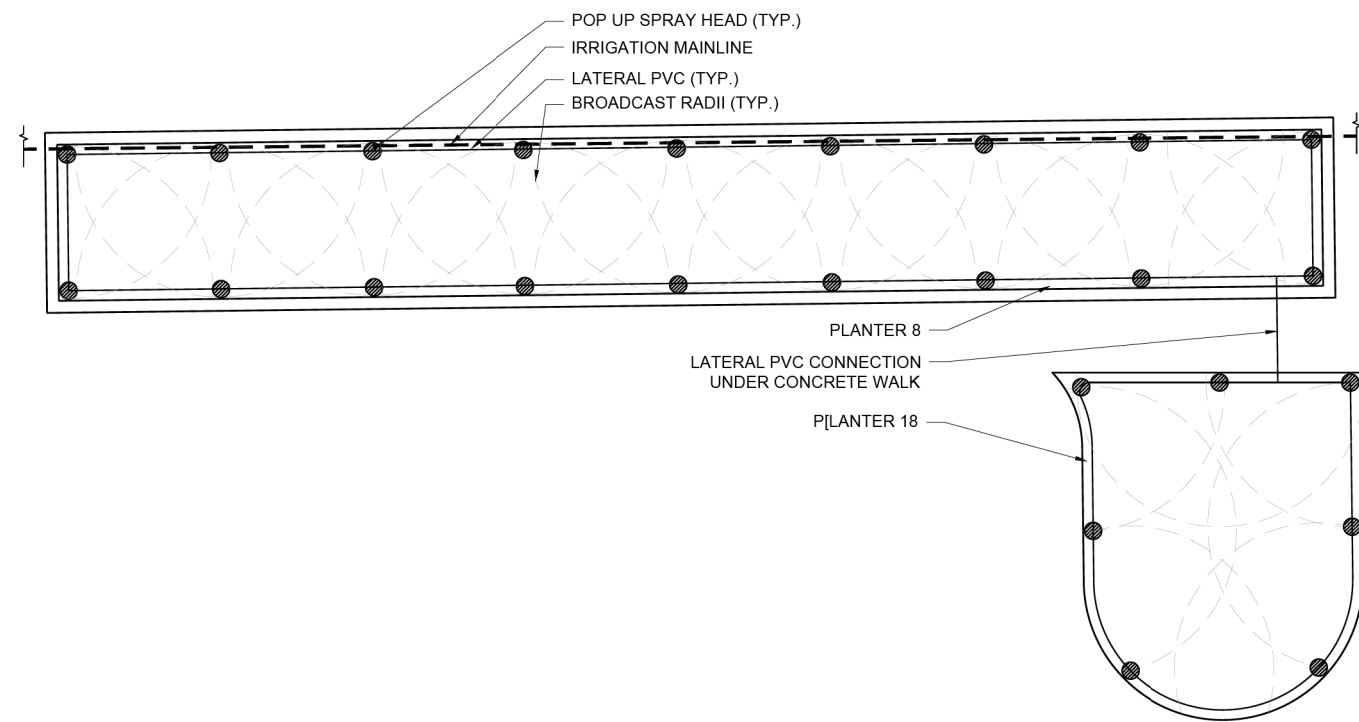 POP UP SPRAY HEAD (TYP.)
IRRIGATION MAINLINE
LATERAL PVC (TYP.)
BROADCAST RADII (TYP.)
PLANTER 8
LATERAL PVC CONNECTION
UNDER CONCRETE WALK
P[LANTER 18